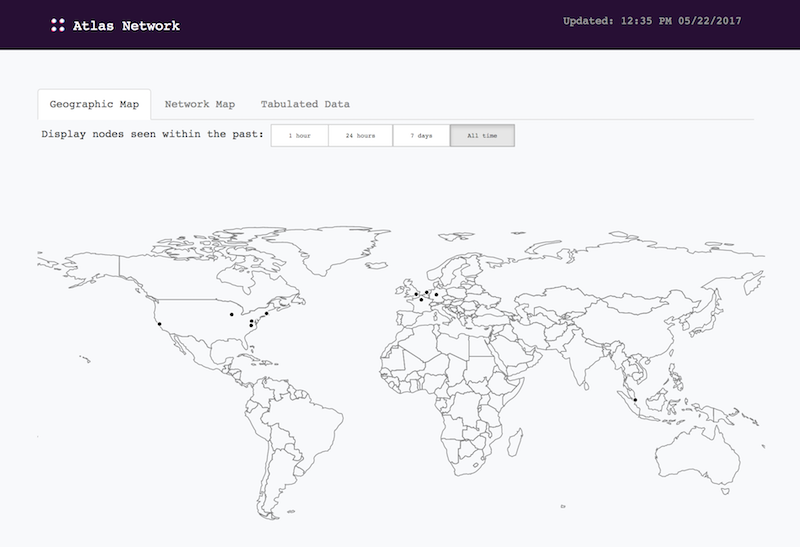 Atlas Network
Updated: 12:35 PM 05/22/2017
Geographic Map
Network Map
Tabulated Data
Display nodes seen within the past:
1 hour
24 hours
7 days
All time